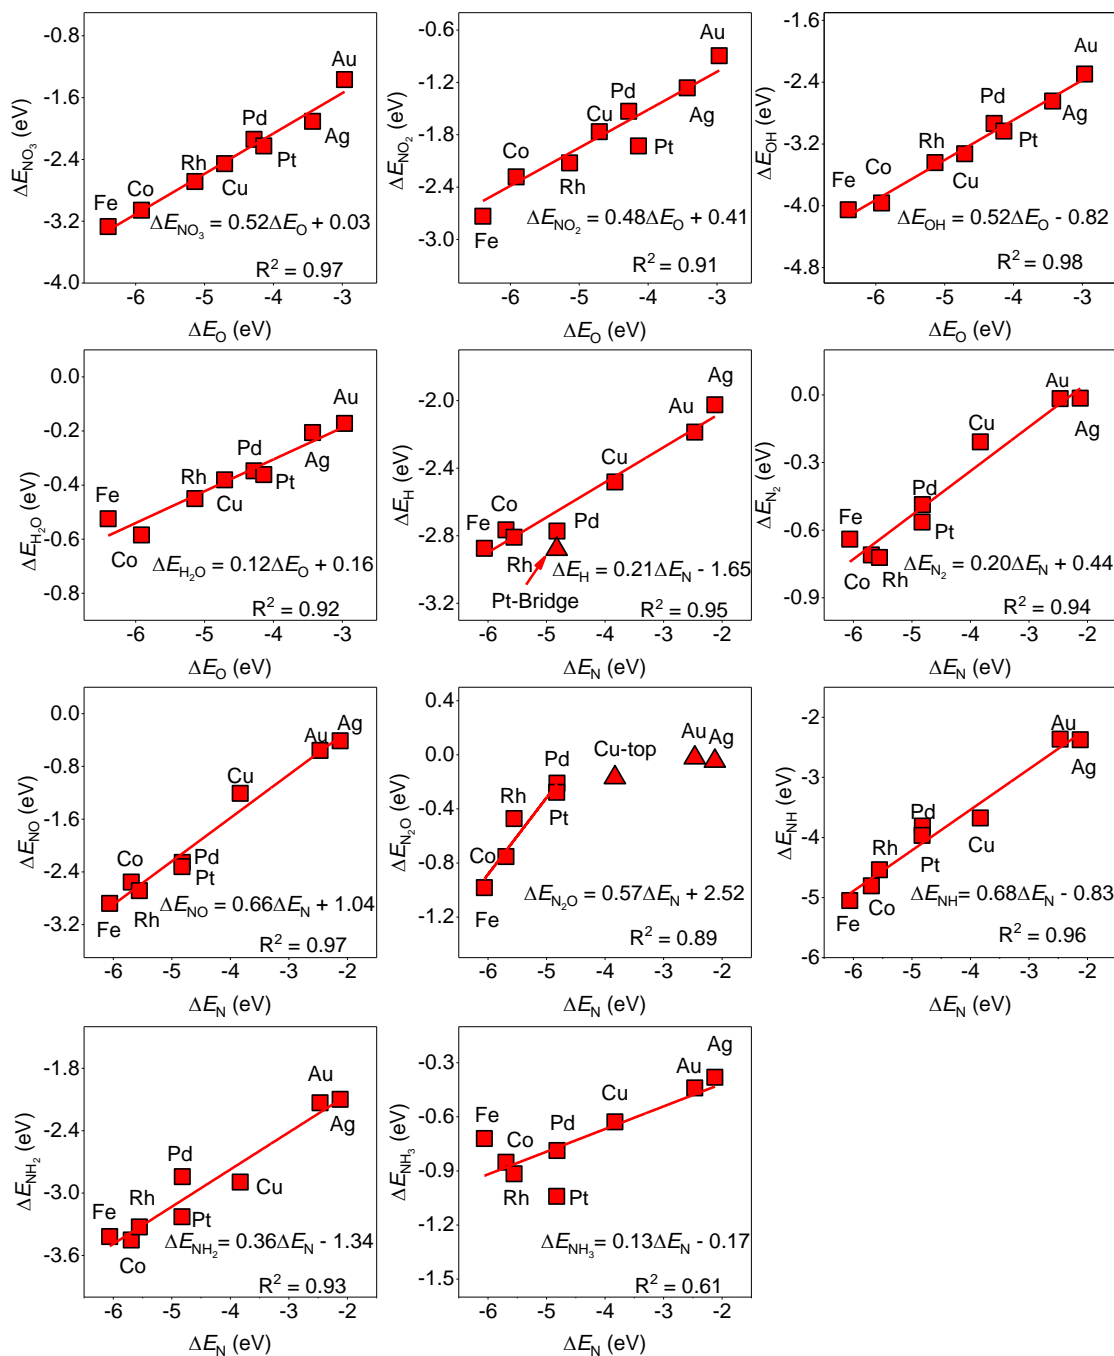 ΔE_NO₃ (eV)
-0.8
-1.6
-2.4
-3.2
-4.0
Fe
Co
Rh
Cu
Pd
Pt
Ag
Au
ΔE_NO₃ = 0.52ΔE_O + 0.03
R² = 0.97
-6 -5 -4 -3
ΔE_O (eV)
ΔE_NO₂ (eV)
-0.6
-1.2
-1.8
-2.4
-3.0
Fe
Co
Rh
Cu
Pd
Pt
Ag
Au
ΔE_NO₂ = 0.48ΔE_O + 0.41
R² = 0.91
-6 -5 -4 -3
ΔE_O (eV)
ΔE_OH (eV)
-1.6
-2.4
-3.2
-4.0
-4.8
Fe
Co
Rh
Cu
Pd
Pt
Ag
Au
ΔE_OH = 0.52ΔE_O - 0.82
R² = 0.98
-6 -5 -4 -3
ΔE_O (eV)
ΔE_H₂O (eV)
0.0
-0.2
-0.4
-0.6
-0.8
Fe
Co
Rh
Cu
Pd
Pt
Ag
Au
ΔE_H₂O = 0.12ΔE_O + 0.16
R² = 0.92
-6 -5 -4 -3
ΔE_O (eV)
ΔE_H (eV)
-2.0
-2.4
-2.8
-3.2
Fe
Co
Rh
Pd
Pt-Bridge
Cu
Au
Ag
ΔE_H = 0.21ΔE_N - 1.65
R² = 0.95
-6 -5 -4 -3 -2
ΔE_N (eV)
ΔE_N₂ (eV)
0.0
-0.3
-0.6
-0.9
Fe
Co
Rh
Pd
Pt
Cu
Au
Ag
ΔE_N₂ = 0.20ΔE_N + 0.44
R² = 0.94
-6 -5 -4 -3 -2
ΔE_N (eV)
ΔE_NO (eV)
0.0
-0.8
-1.6
-2.4
-3.2
Fe
Co
Rh
Pd
Pt
Cu
Au
Ag
ΔE_NO = 0.66ΔE_N + 1.04
R² = 0.97
-6 -5 -4 -3 -2
ΔE_N (eV)
ΔE_N₂O (eV)
0.4
0.0
-0.4
-0.8
-1.2
Fe
Co
Rh
Pd
Pt
Cu-top
Au
Ag
ΔE_N₂O = 0.57ΔE_N + 2.52
R² = 0.89
-6 -5 -4 -3 -2
ΔE_N (eV)
ΔE_NH (eV)
-2
-3
-4
-5
-6
Fe
Co
Rh
Pd
Pt
Cu
Au
Ag
ΔE_NH= 0.68ΔE_N - 0.83
R² = 0.96
-6 -5 -4 -3 -2
ΔE_N (eV)
ΔE_NH₂ (eV)
-1.8
-2.4
-3.0
-3.6
Fe
Co
Rh
Pd
Pt
Cu
Au
Ag
ΔE_NH₂ = 0.36ΔE_N - 1.34
R² = 0.93
-6 -5 -4 -3 -2
ΔE_N (eV)
ΔE_NH₃ (eV)
-0.3
-0.6
-0.9
-1.2
-1.5
Fe
Co
Rh
Pd
Pt
Cu
Au
Ag
ΔE_NH₃ = 0.13ΔE_N - 0.17
R² = 0.61
-6 -5 -4 -3 -2
ΔE_N (eV)